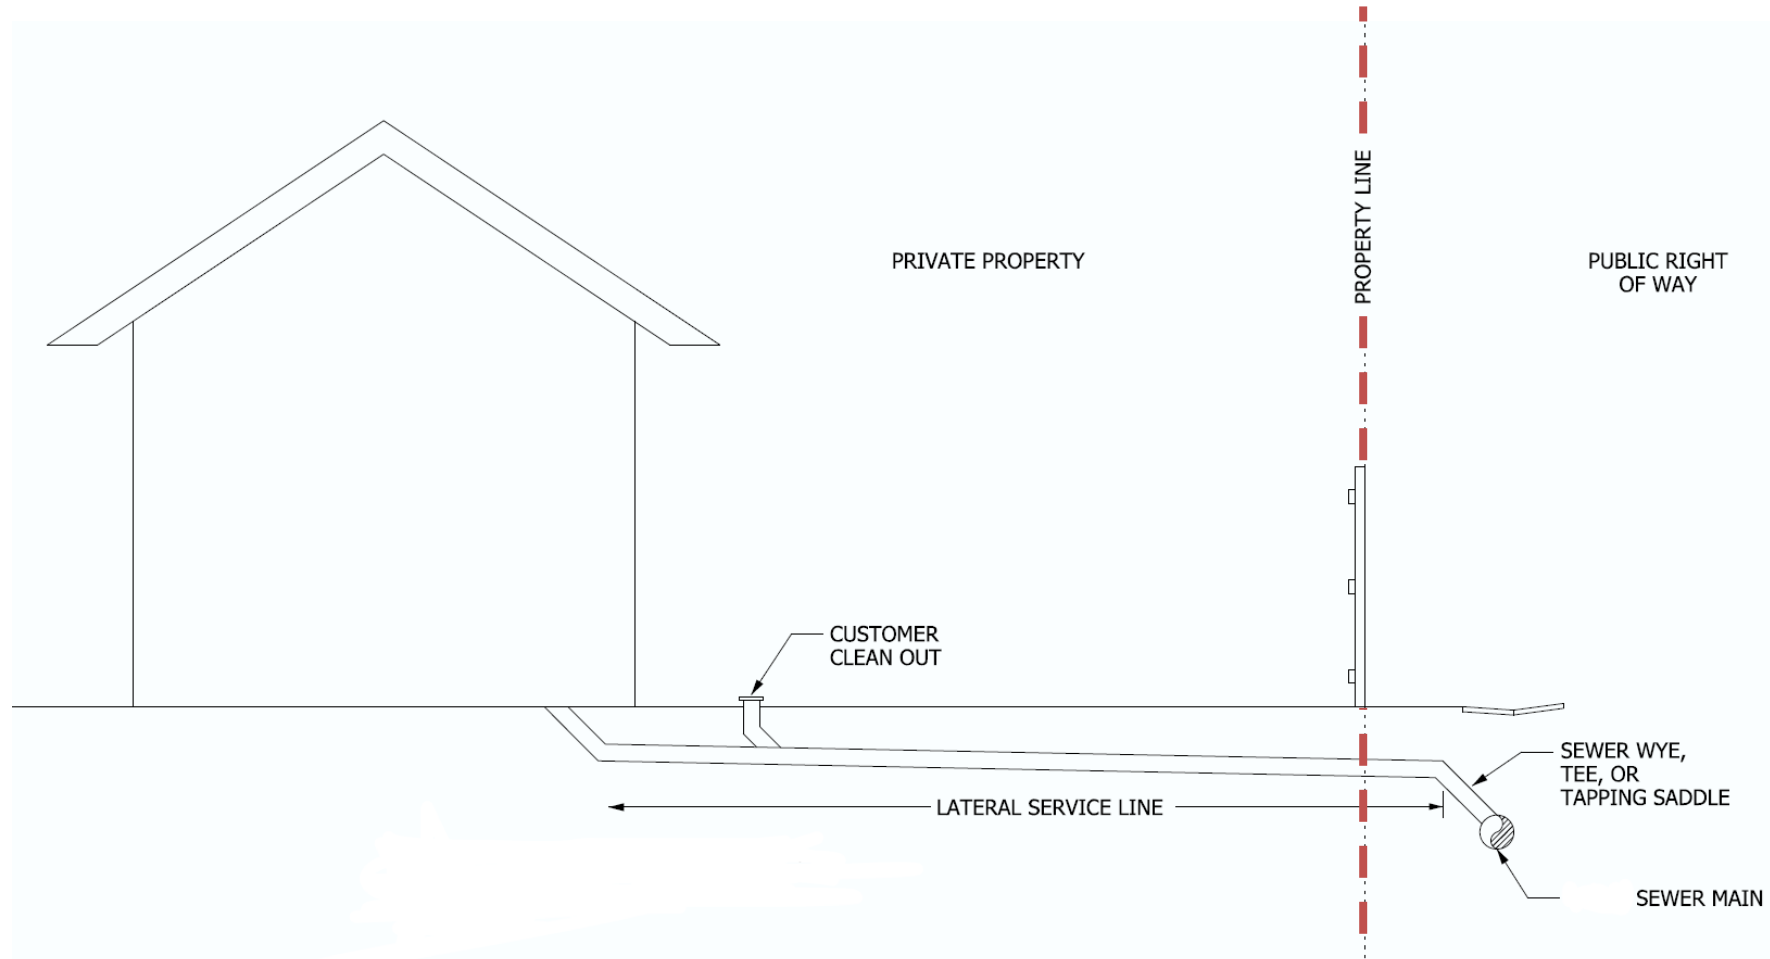 PROPERTY LINE
PRIVATE PROPERTY
PUBLIC RIGHT
OF WAY
CUSTOMER
CLEAN OUT
SEWER WYE,
TEE, OR
TAPPING SADDLE
LATERAL SERVICE LINE
SEWER MAIN